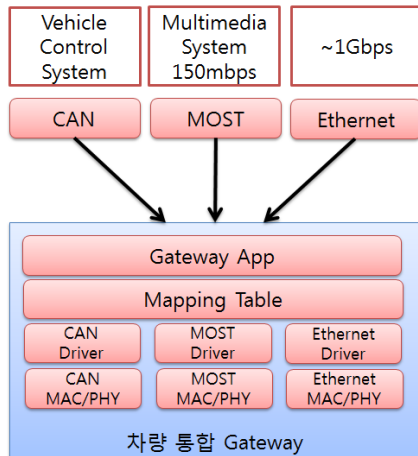 Vehicle
Control
System
Multimedia
System
150mbps
~1Gbps
CAN
MOST
Ethernet
Gateway App
Mapping Table
CAN
Driver
MOST
Driver
Ethernet
Driver
CAN
MAC/PHY
MOST
MAC/PHY
Ethernet
MAC/PHY
차량 통합 Gateway